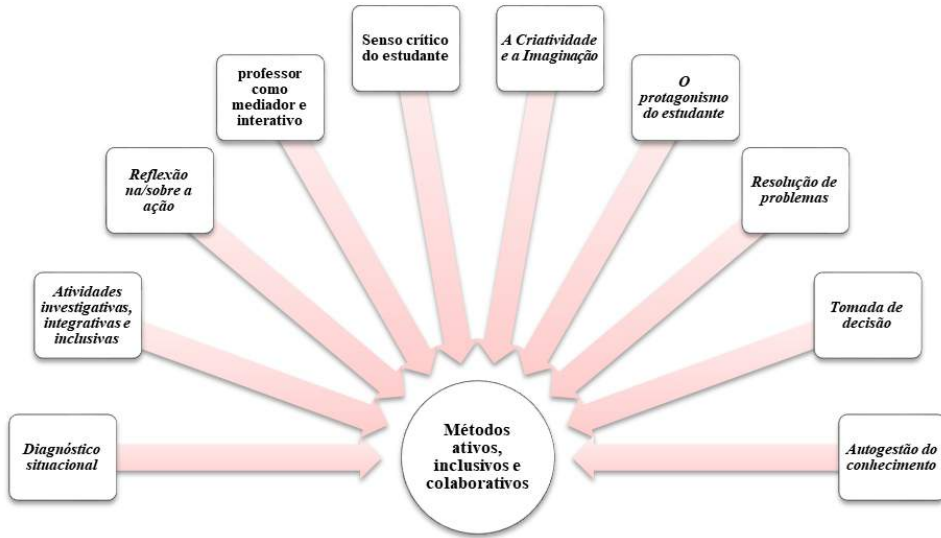 Diagnóstico
situacional
Atividades
investigativas,
integrativas e
inclusivas
Reflexão
na/sobre a
ação
professor
como
mediador e
interativo
Senso crítico
do estudante
A Criatividade
e a Imaginação
O
protagonismo
do estudante
Resolução de
problemas
Tomada de
decisão
Autogestão do
conhecimento
Métodos
ativos,
inclusivos e
colaborativos